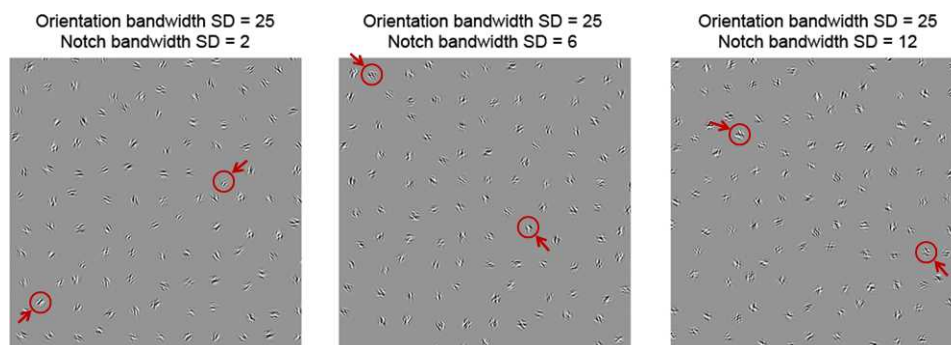 Orientation bandwidth SD = 25
Notch bandwidth SD = 2
Orientation bandwidth SD = 25
Notch bandwidth SD = 6
Orientation bandwidth SD = 25
Notch bandwidth SD = 12